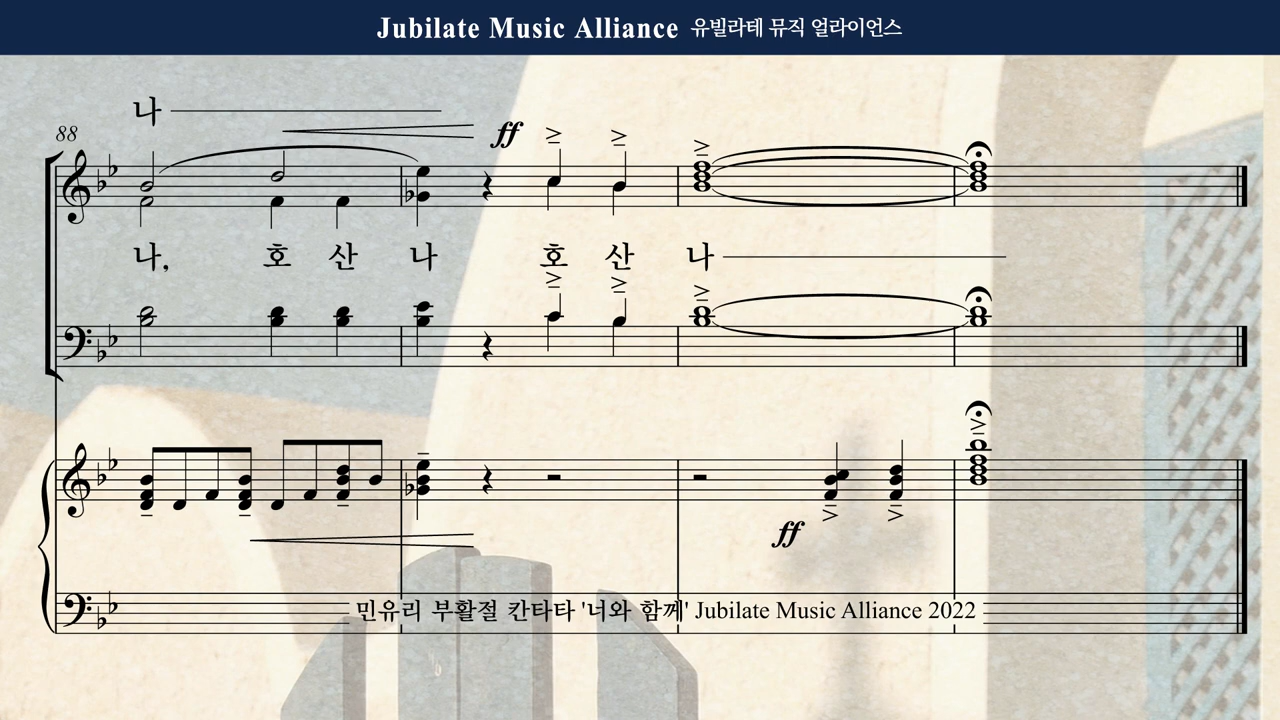 Jubilate Music Alliance 유빌라테 뮤직 얼라이언스
나
88
ff
나, 호 산 나 호 산 나
ff
민유리 부활절 칸타타 '너와 함께' Jubilate Music Alliance 2022